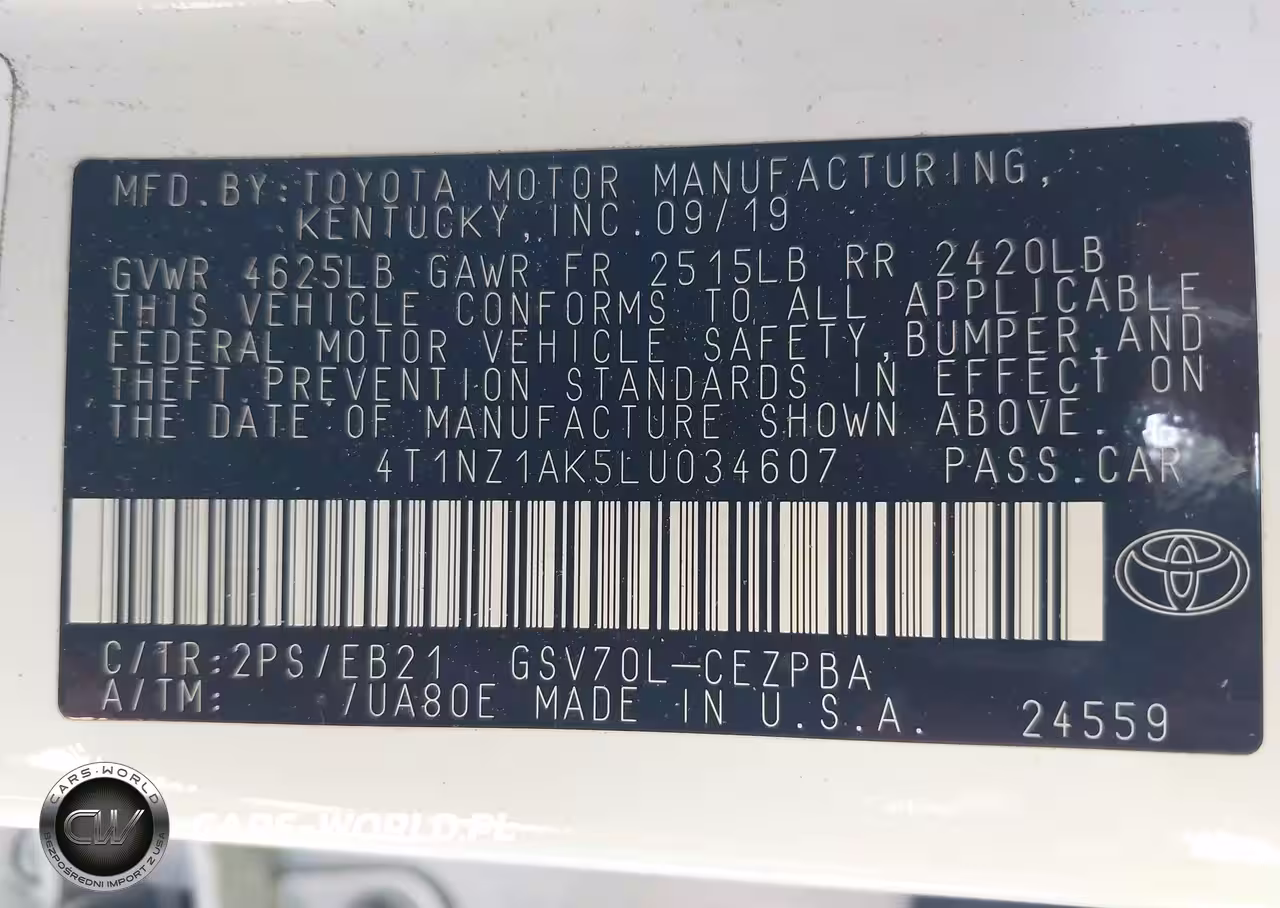 MFD.BY:TOYOTA MOTOR MANUFACTURING,
KENTUCKY,INC.09/19
GVWR 4625LB GAWR FR 2515LB RR 2420LB
THIS VEHICLE CONFORMS TO ALL APPLICABLE
FEDERAL MOTOR VEHICLE SAFETY,BUMPER,AND
THEFT PREVENTION STANDARDS IN EFFECT ON
THE DATE OF MANUFACTURE SHOWN ABOVE.
4T1NZ1AK5LU034607 PASS.CAR
C/TR:2PS/EB21 GSV70L-CEZPBA
A/TM: /UA80E MADE IN U.S.A. 24559
CARS-WORLD
CW
BEZPOŚREDNI IMPORT Z USA
CARS-WORLD.PL